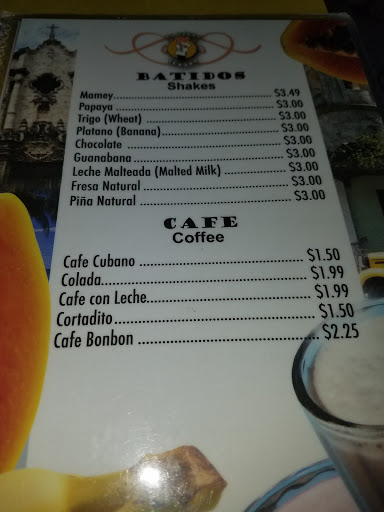 BATIDOS
Shakes
Mamey $3.49
Papaya $3.00
Trigo (Wheat) $3.00
Platano (Banana) $3.00
Chocolate $3.00
Guanabana $3.00
Leche Malteada (Malted Milk) $3.00
Fresa Natural $3.00
Piña Natural $3.00
CAFE
Coffee
Cafe Cubano $1.50
Colada $1.99
Cafe con Leche $1.99
Cortadito $1.50
Cafe Bonbon $2.25